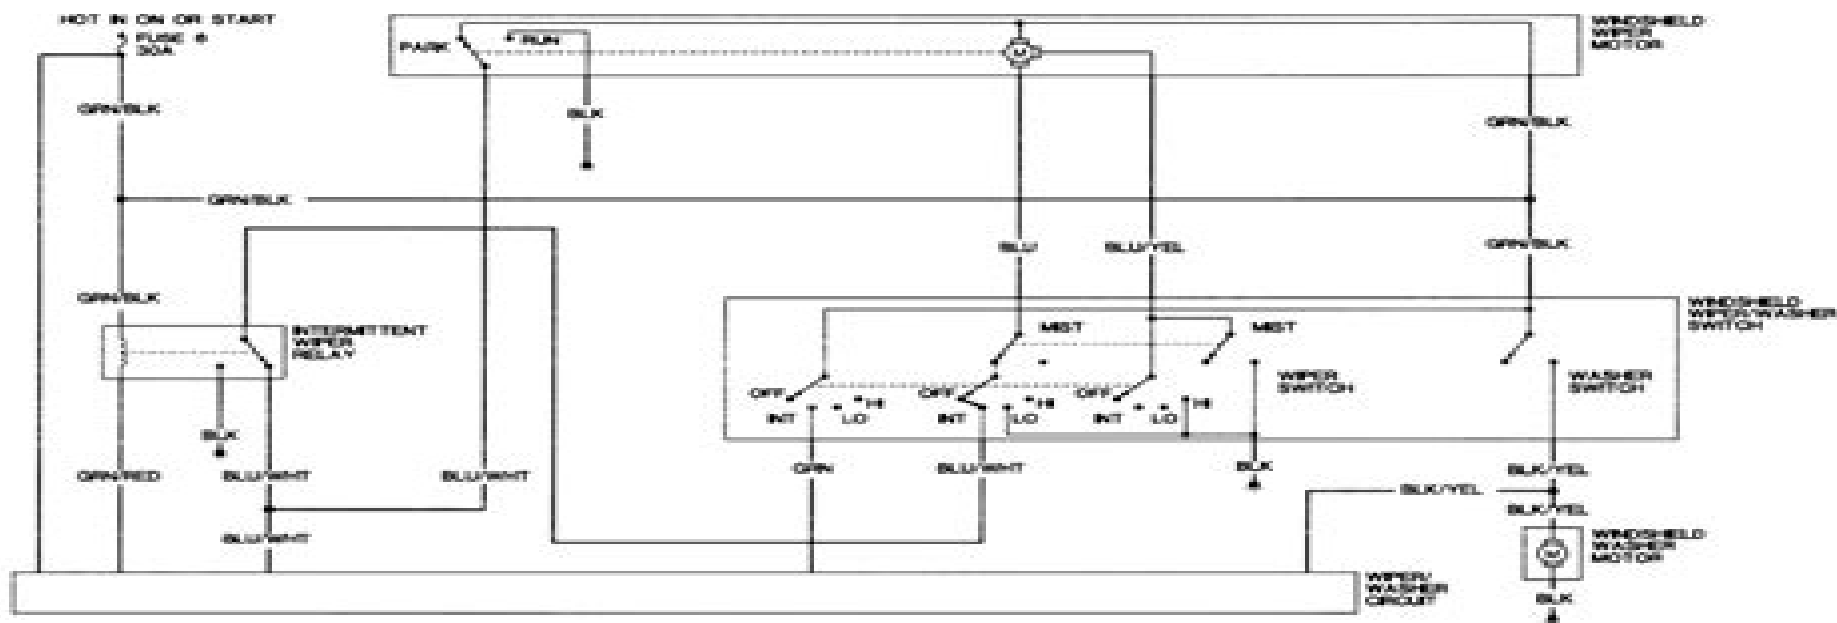 HOT IN ON OR START
FUSE 6
30A
PARK
RUN
WINDSHIELD
WIPER
MOTOR
GRN/BLK
BLK
GRN/BLK
GRN/BLK
BLU
BLU/YEL
GRN/BLK
GRN/BLK
INTERMITTENT
WIPER
RELAY
WINDSHIELD
WIPER/WASHER
SWITCH
MIST
MIST
OFF
INT
LO
HI
OFF
INT
LO
HI
OFF
INT
LO
HI
WIPER
SWITCH
WASHER
SWITCH
BLK
GRN/RED
BLU/WHT
BLU/WHT
GRN
BLU/WHT
BLK
BLK/YEL
BLK/YEL
BLK/YEL
BLU/WHT
M
M
WINDSHIELD
WASHER
MOTOR
WIPER/
WASHER
CIRCUIT
BLK